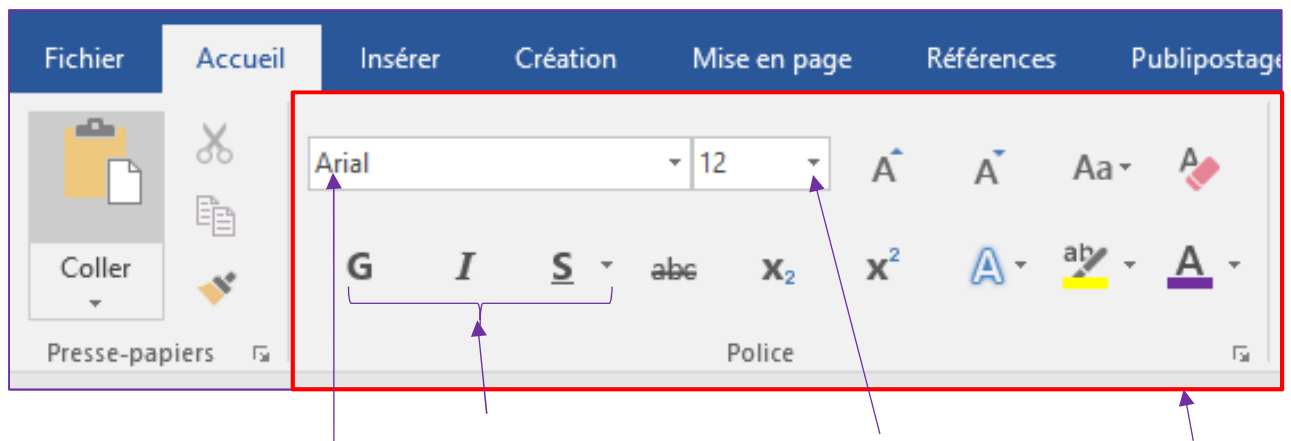 Fichier Accueil Insérer Création Mise en page Références Publipostage
Arial 12 A A Aa A
Coller G I S abc x₂ x² A ab A
Presse-papiers Police